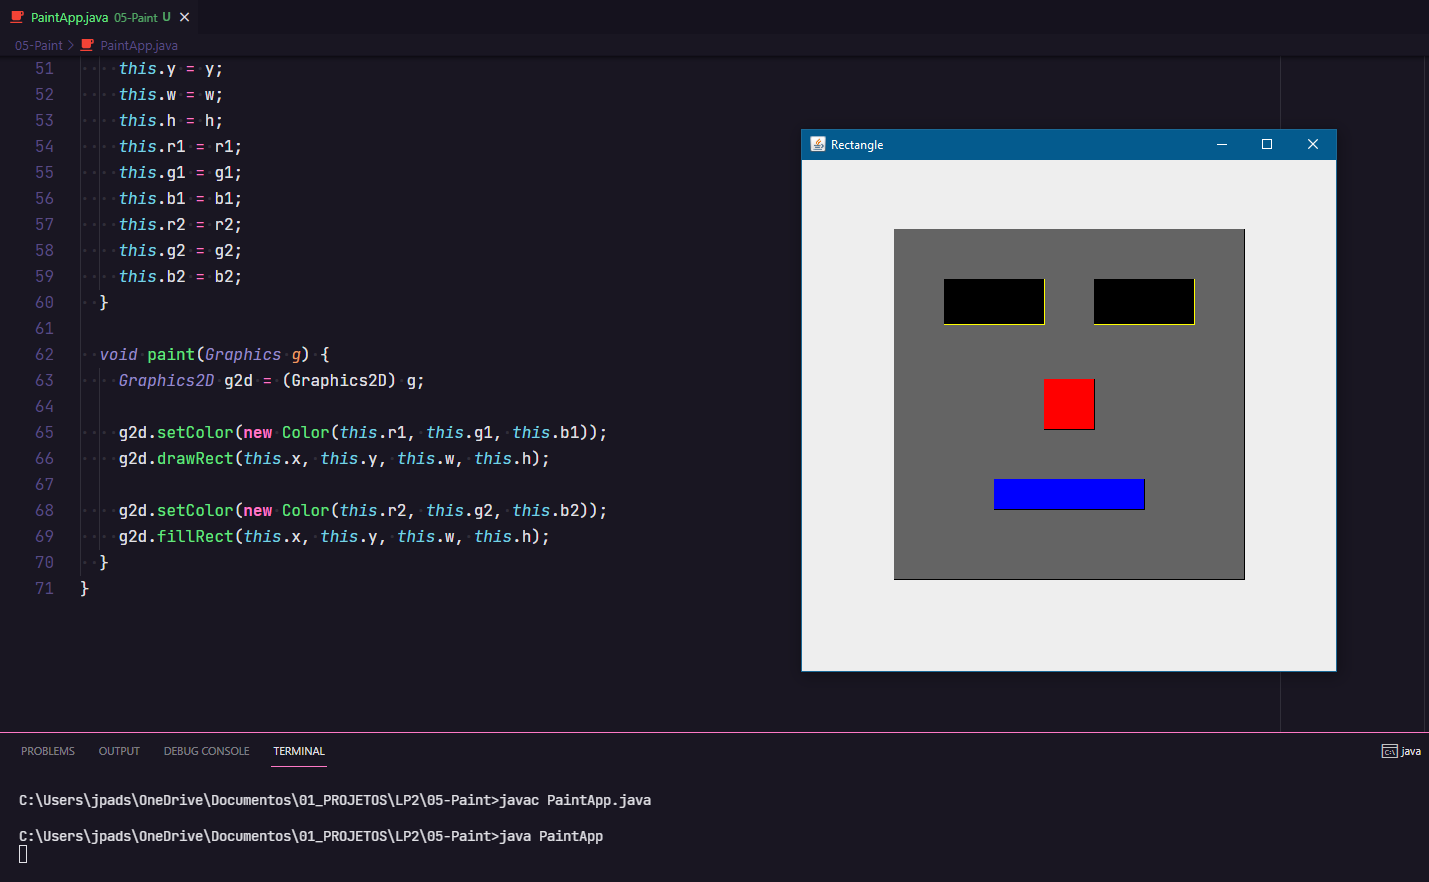 PaintApp.java 05-Paint U
05-Paint > PaintApp.java
51 this.y = y;
52 this.w = w;
53 this.h = h;
54 this.r1 = r1;
55 this.g1 = g1;
56 this.b1 = b1;
57 this.r2 = r2;
58 this.g2 = g2;
59 this.b2 = b2;
60 }
61
62 void paint(Graphics g) {
63 Graphics2D g2d = (Graphics2D) g;
64
65 g2d.setColor(new Color(this.r1, this.g1, this.b1));
66 g2d.drawRect(this.x, this.y, this.w, this.h);
67
68 g2d.setColor(new Color(this.r2, this.g2, this.b2));
69 g2d.fillRect(this.x, this.y, this.w, this.h);
70 }
71 }
Rectangle
PROBLEMS OUTPUT DEBUG CONSOLE TERMINAL
java
C:\Users\jpads\OneDrive\Documentos\01_PROJETOS\LP2\05-Paint>javac PaintApp.java
C:\Users\jpads\OneDrive\Documentos\01_PROJETOS\LP2\05-Paint>java PaintApp